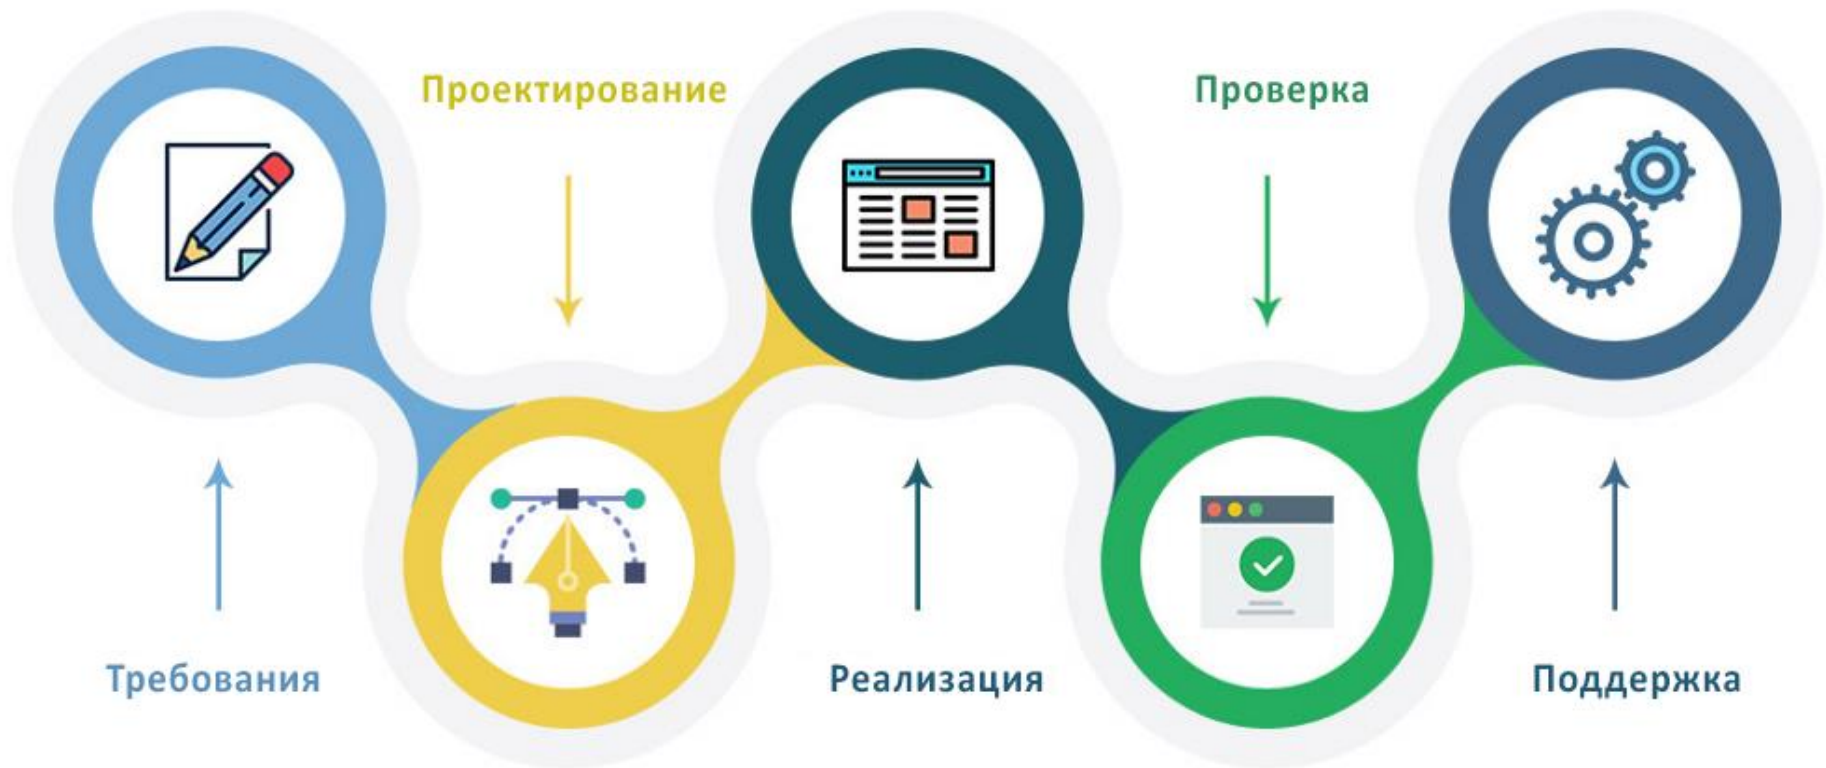 Проектирование
Проверка
Требования
Реализация
Поддержка